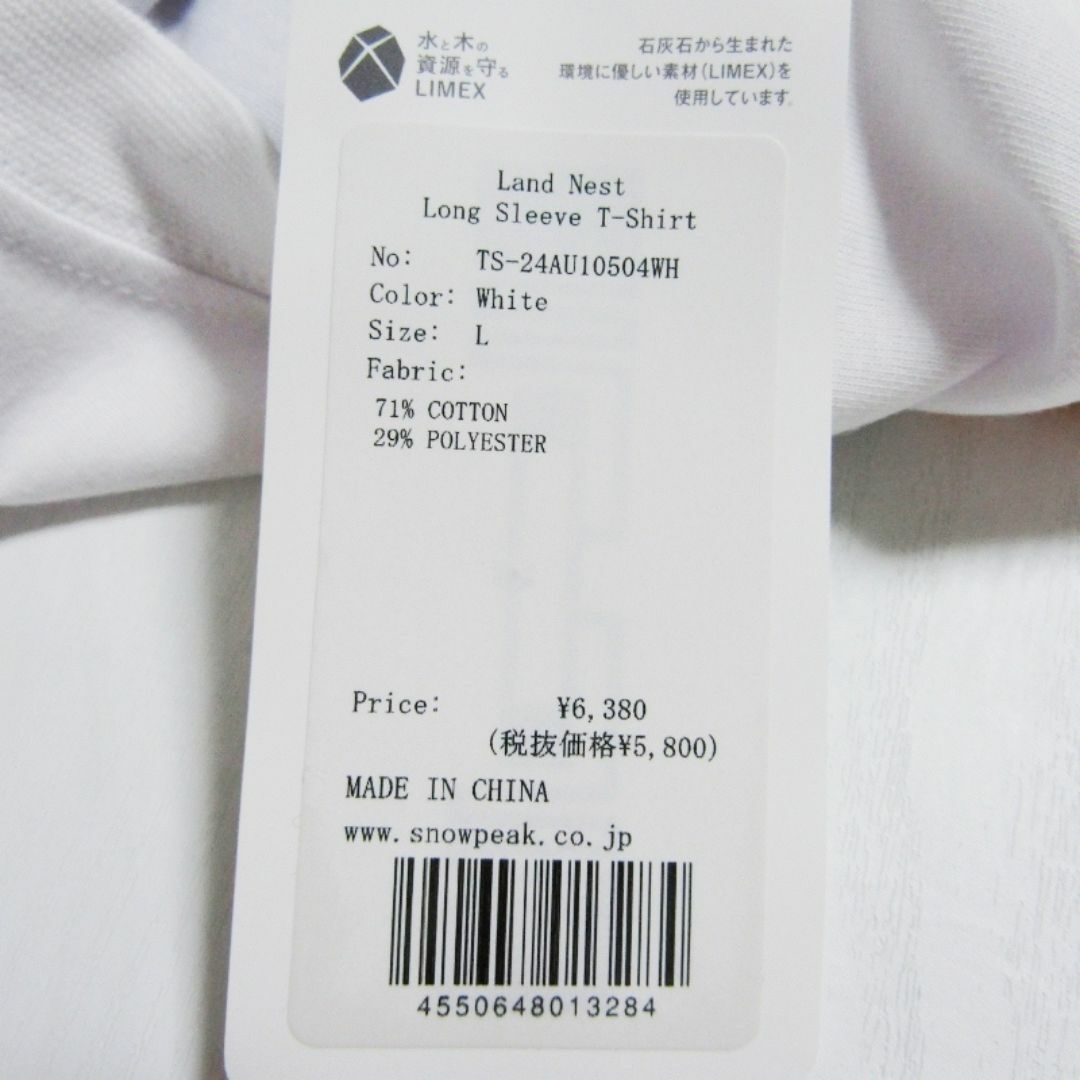 水と木の
資源を守る
LIMEX
石灰石から生まれた
環境に優しい素材(LIMEX)を
使用しています。
Land Nest
Long Sleeve T-Shirt
No: TS-24AU10504WH
Color: White
Size: L
Fabric:
71% COTTON
29% POLYESTER
Price: ¥6,380
(税抜価格¥5,800)
MADE IN CHINA
www.snowpeak.co.jp
4550648013284